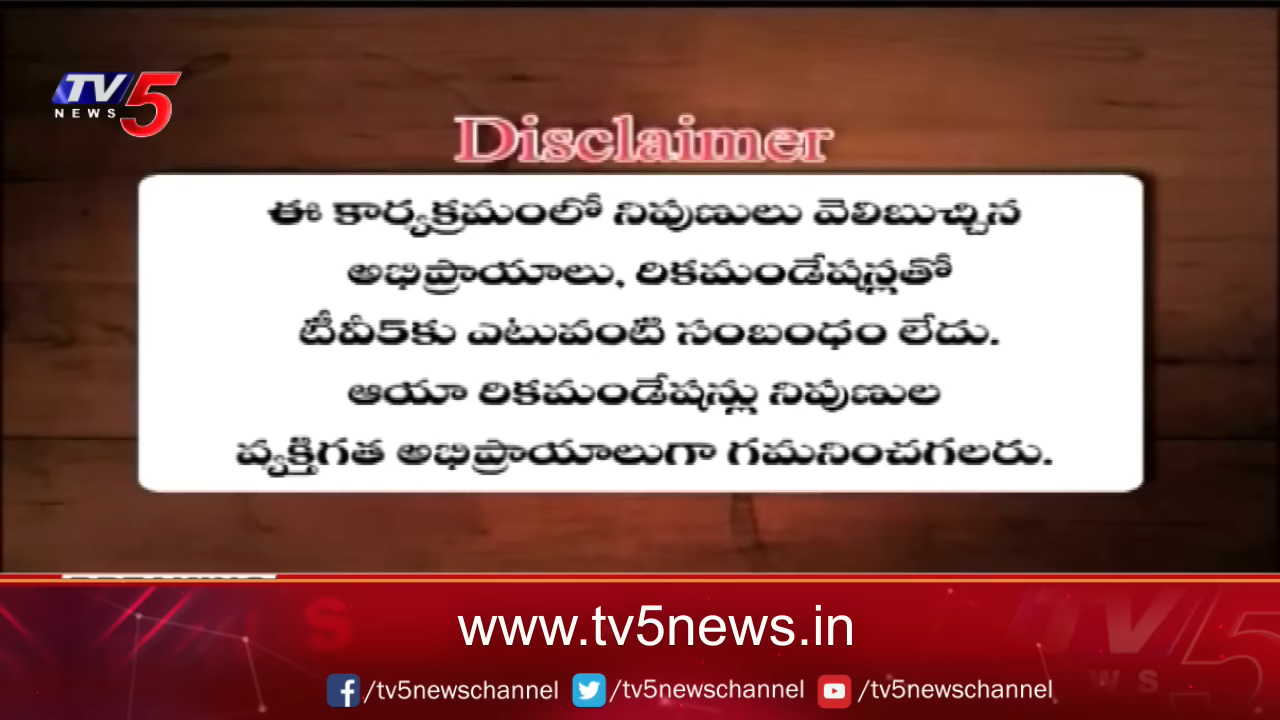 TV5
NEWS
Disclaimer
ఈ కార్యక్రమంలో నిపుణులు వెలిబుచ్చిన
అభిప్రాయాలు, రికమండేషన్లతో
టీవీ5కు ఎటువంటి సంబంధం లేదు.
ఆయా రికమండేషన్లు నిపుణుల
వ్యక్తిగత అభిప్రాయాలుగా గమనించగలరు.
www.tv5news.in
/tv5newschannel /tv5newschannel /tv5newschannel